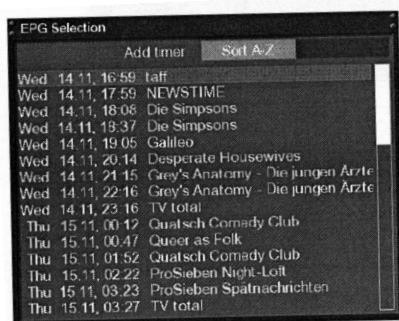 EPG Selection
Add timer Sort A-Z
Wed 14.11, 16:59 taff
Wed 14.11, 17:59 NEWSTIME
Wed 14.11, 18:08 Die Simpsons
Wed 14.11, 18:37 Die Simpsons
Wed 14.11, 19:05 Galileo
Wed 14.11, 20:14 Desperate Housewives
Wed 14.11, 21:15 Grey's Anatomy - Die jungen Ärzte
Wed 14.11, 22:16 Grey's Anatomy - Die jungen Ärzte
Wed 14.11, 23:16 TV total
Thu 15.11, 00:12 Quatsch Comedy Club
Thu 15.11, 00:47 Queer as Folk
Thu 15.11, 01:52 Quatsch Comedy Club
Thu 15.11, 02:22 ProSieben Night-Loft
Thu 15.11, 03:23 ProSieben Spätnachrichten
Thu 15.11, 03:27 TV total